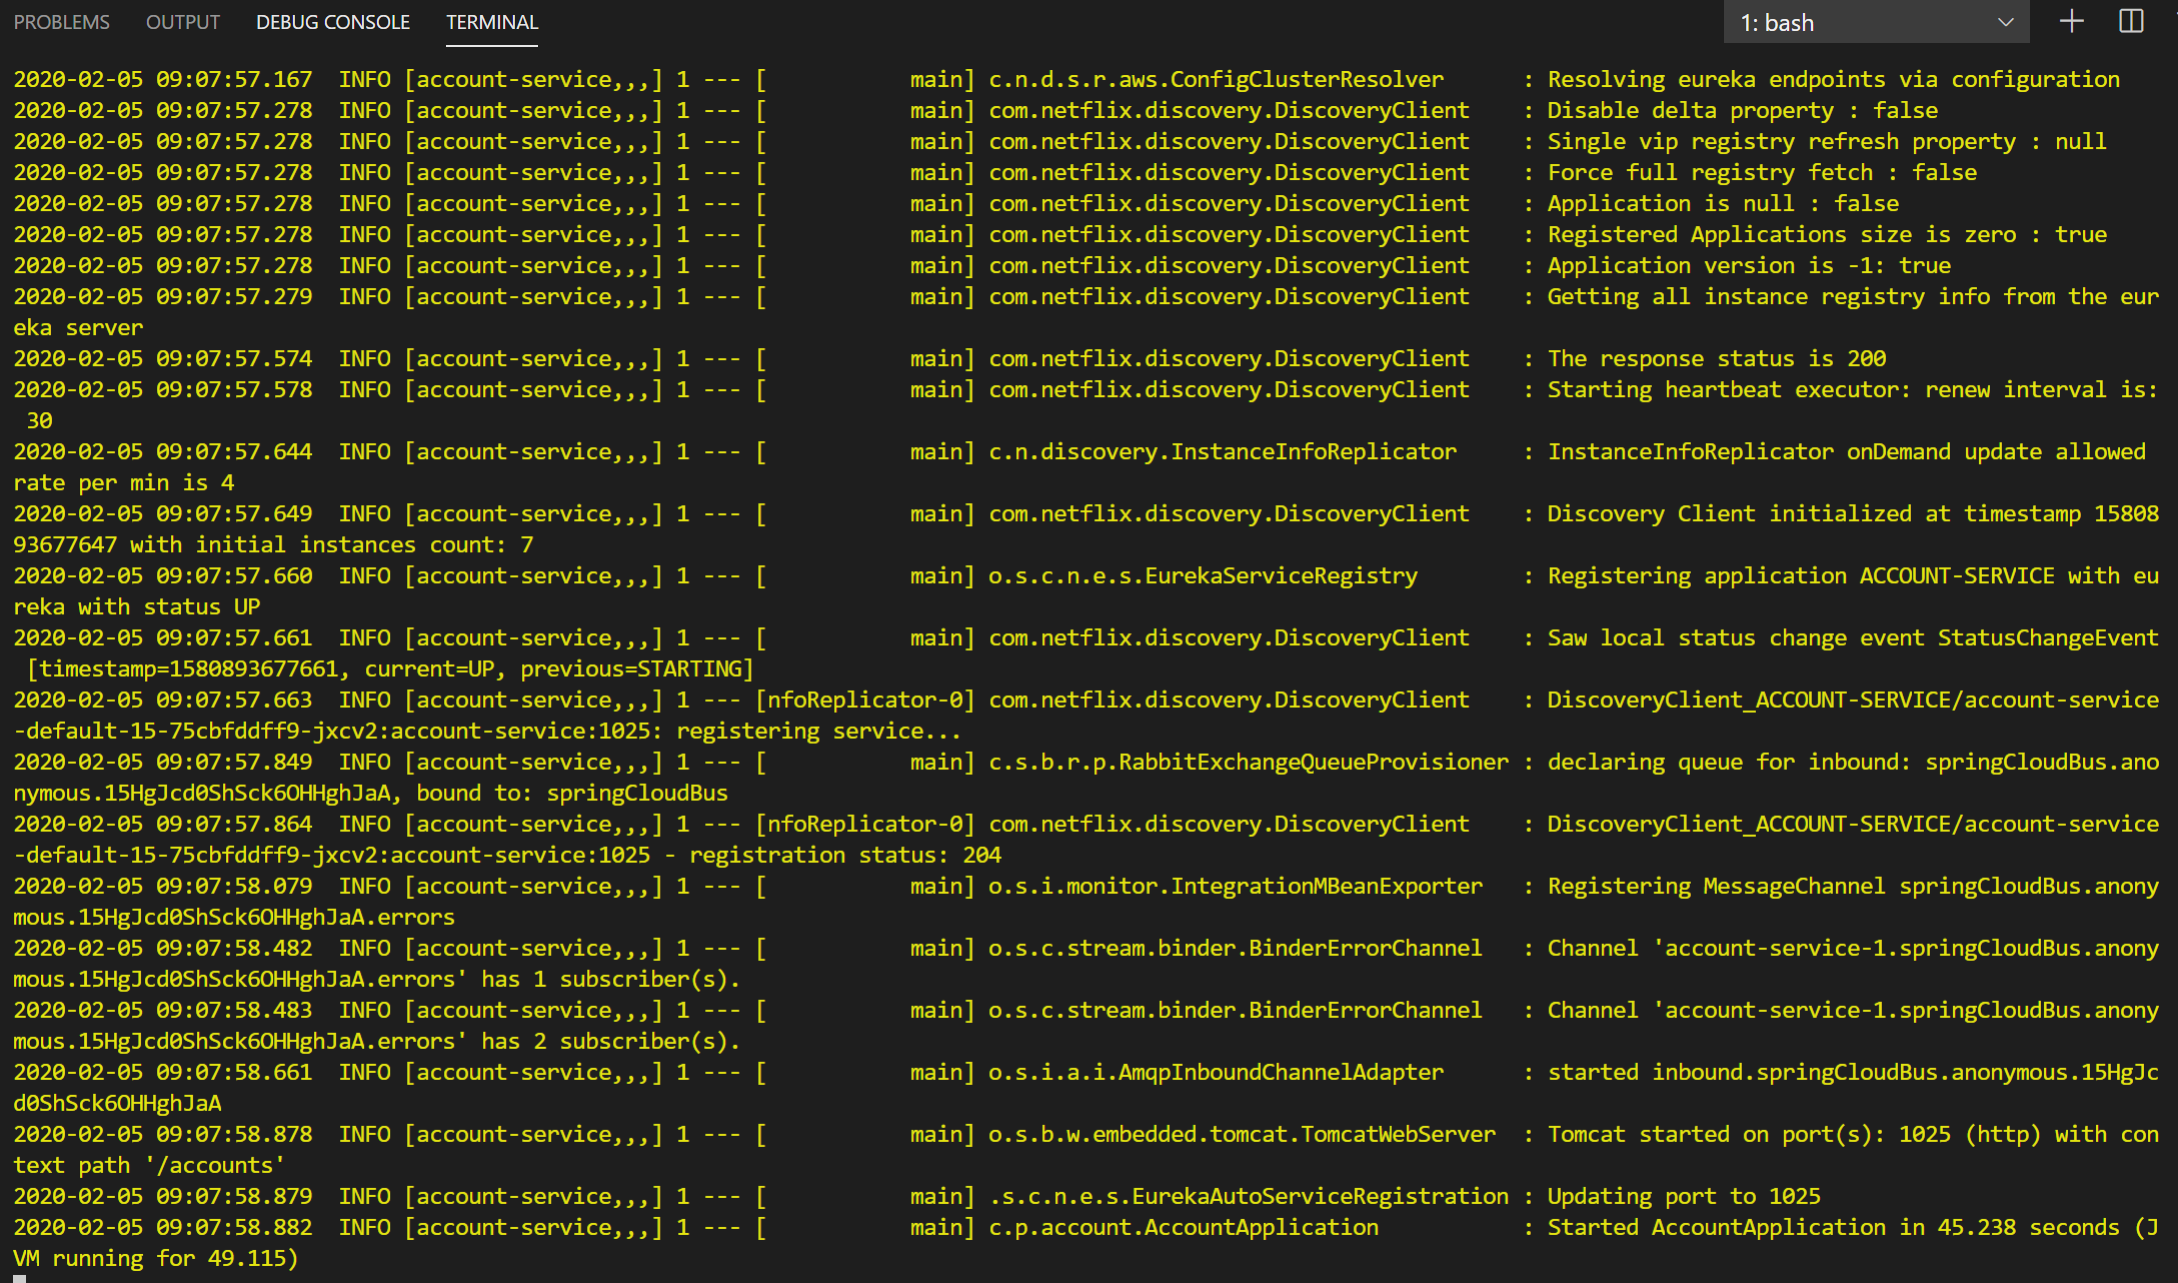 PROBLEMS OUTPUT DEBUG CONSOLE TERMINAL 1: bash
2020-02-05 09:07:57.167  INFO [account-service,,,] 1 --- [           main] c.n.d.s.r.aws.ConfigClusterResolver      : Resolving eureka endpoints via configuration
2020-02-05 09:07:57.278  INFO [account-service,,,] 1 --- [           main] com.netflix.discovery.DiscoveryClient    : Disable delta property : false
2020-02-05 09:07:57.278  INFO [account-service,,,] 1 --- [           main] com.netflix.discovery.DiscoveryClient    : Single vip registry refresh property : null
2020-02-05 09:07:57.278  INFO [account-service,,,] 1 --- [           main] com.netflix.discovery.DiscoveryClient    : Force full registry fetch : false
2020-02-05 09:07:57.278  INFO [account-service,,,] 1 --- [           main] com.netflix.discovery.DiscoveryClient    : Application is null : false
2020-02-05 09:07:57.278  INFO [account-service,,,] 1 --- [           main] com.netflix.discovery.DiscoveryClient    : Registered Applications size is zero : true
2020-02-05 09:07:57.278  INFO [account-service,,,] 1 --- [           main] com.netflix.discovery.DiscoveryClient    : Application version is -1: true
2020-02-05 09:07:57.279  INFO [account-service,,,] 1 --- [           main] com.netflix.discovery.DiscoveryClient    : Getting all instance registry info from the eur
eka server
2020-02-05 09:07:57.574  INFO [account-service,,,] 1 --- [           main] com.netflix.discovery.DiscoveryClient    : The response status is 200
2020-02-05 09:07:57.578  INFO [account-service,,,] 1 --- [           main] com.netflix.discovery.DiscoveryClient    : Starting heartbeat executor: renew interval is:
 30
2020-02-05 09:07:57.644  INFO [account-service,,,] 1 --- [           main] c.n.discovery.InstanceInfoReplicator     : InstanceInfoReplicator onDemand update allowed
rate per min is 4
2020-02-05 09:07:57.649  INFO [account-service,,,] 1 --- [           main] com.netflix.discovery.DiscoveryClient    : Discovery Client initialized at timestamp 15808
93677647 with initial instances count: 7
2020-02-05 09:07:57.660  INFO [account-service,,,] 1 --- [           main] o.s.c.n.e.s.EurekaServiceRegistry        : Registering application ACCOUNT-SERVICE with eu
reka with status UP
2020-02-05 09:07:57.661  INFO [account-service,,,] 1 --- [           main] com.netflix.discovery.DiscoveryClient    : Saw local status change event StatusChangeEvent
 [timestamp=1580893677661, current=UP, previous=STARTING]
2020-02-05 09:07:57.663  INFO [account-service,,,] 1 --- [nfoReplicator-0] com.netflix.discovery.DiscoveryClient    : DiscoveryClient_ACCOUNT-SERVICE/account-service
-default-15-75cbfddff9-jxcv2:account-service:1025: registering service...
2020-02-05 09:07:57.849  INFO [account-service,,,] 1 --- [           main] c.s.b.r.p.RabbitExchangeQueueProvisioner : declaring queue for inbound: springCloudBus.ano
nymous.15HgJcd0ShSck6OHHghJaA, bound to: springCloudBus
2020-02-05 09:07:57.864  INFO [account-service,,,] 1 --- [nfoReplicator-0] com.netflix.discovery.DiscoveryClient    : DiscoveryClient_ACCOUNT-SERVICE/account-service
-default-15-75cbfddff9-jxcv2:account-service:1025 - registration status: 204
2020-02-05 09:07:58.079  INFO [account-service,,,] 1 --- [           main] o.s.i.monitor.IntegrationMBeanExporter   : Registering MessageChannel springCloudBus.anony
mous.15HgJcd0ShSck6OHHghJaA.errors
2020-02-05 09:07:58.482  INFO [account-service,,,] 1 --- [           main] o.s.c.stream.binder.BinderErrorChannel   : Channel 'account-service-1.springCloudBus.anony
mous.15HgJcd0ShSck6OHHghJaA.errors' has 1 subscriber(s).
2020-02-05 09:07:58.483  INFO [account-service,,,] 1 --- [           main] o.s.c.stream.binder.BinderErrorChannel   : Channel 'account-service-1.springCloudBus.anony
mous.15HgJcd0ShSck6OHHghJaA.errors' has 2 subscriber(s).
2020-02-05 09:07:58.661  INFO [account-service,,,] 1 --- [           main] o.s.i.a.i.AmqpInboundChannelAdapter      : started inbound.springCloudBus.anonymous.15HgJc
d0ShSck6OHHghJaA
2020-02-05 09:07:58.878  INFO [account-service,,,] 1 --- [           main] o.s.b.w.embedded.tomcat.TomcatWebServer  : Tomcat started on port(s): 1025 (http) with con
text path '/accounts'
2020-02-05 09:07:58.879  INFO [account-service,,,] 1 --- [           main] .s.c.n.e.s.EurekaAutoServiceRegistration : Updating port to 1025
2020-02-05 09:07:58.882  INFO [account-service,,,] 1 --- [           main] c.p.account.AccountApplication           : Started AccountApplication in 45.238 seconds (J
VM running for 49.115)